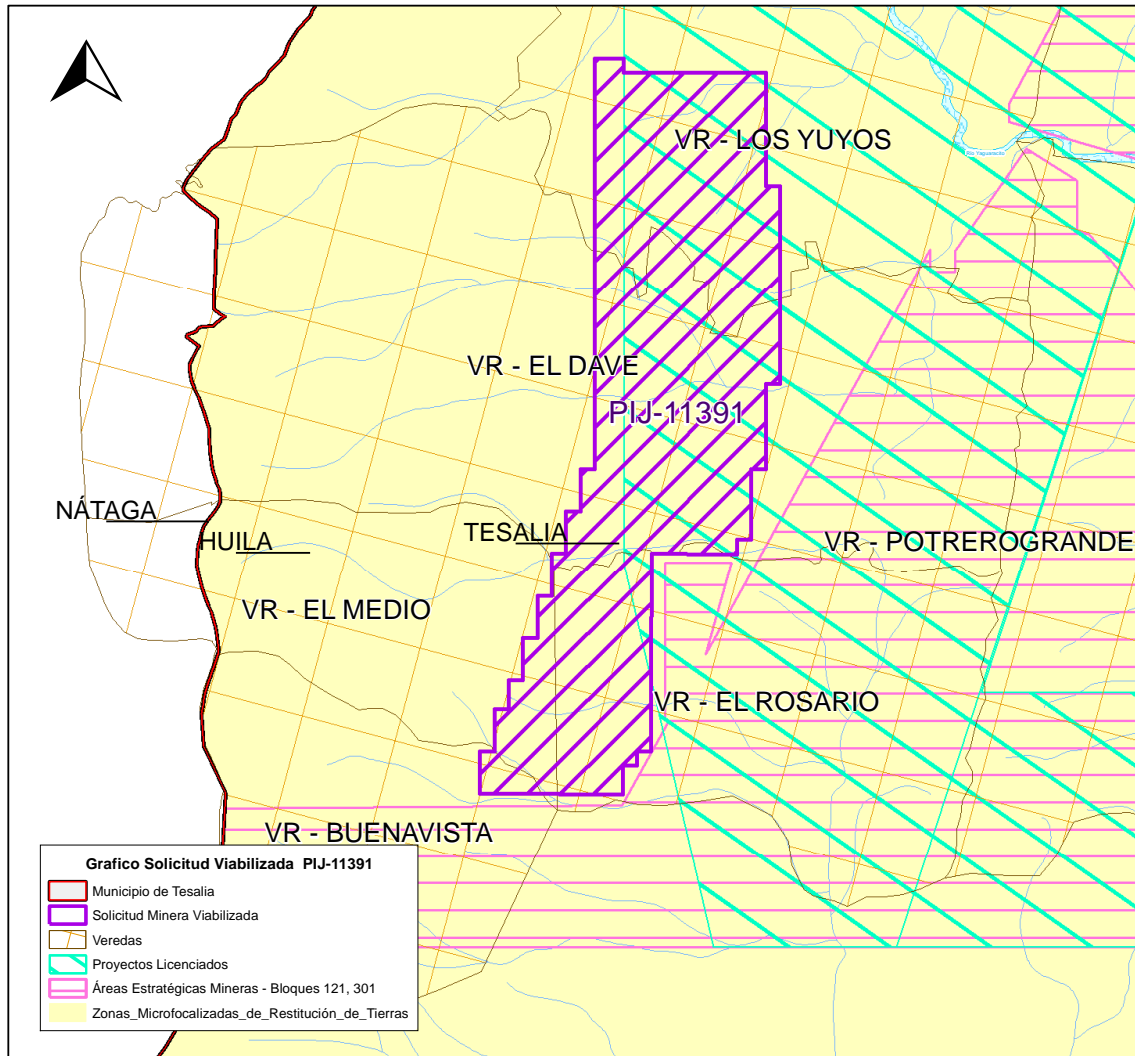 VR - LOS YUYOS
Río Yaguaracito
VR - EL DAVE
PIJ-11391
NÁTAGA
HUILA
TESALIA
VR - POTREROGRANDE
VR - EL MEDIO
VR - EL ROSARIO
VR - BUENAVISTA
Grafico Solicitud Viabilizada PIJ-11391
Municipio de Tesalia
Solicitud Minera Viabilizada
Veredas
Proyectos Licenciados
Áreas Estratégicas Mineras - Bloques 121, 301
Zonas_Microfocalizadas_de_Restitución_de_Tierras